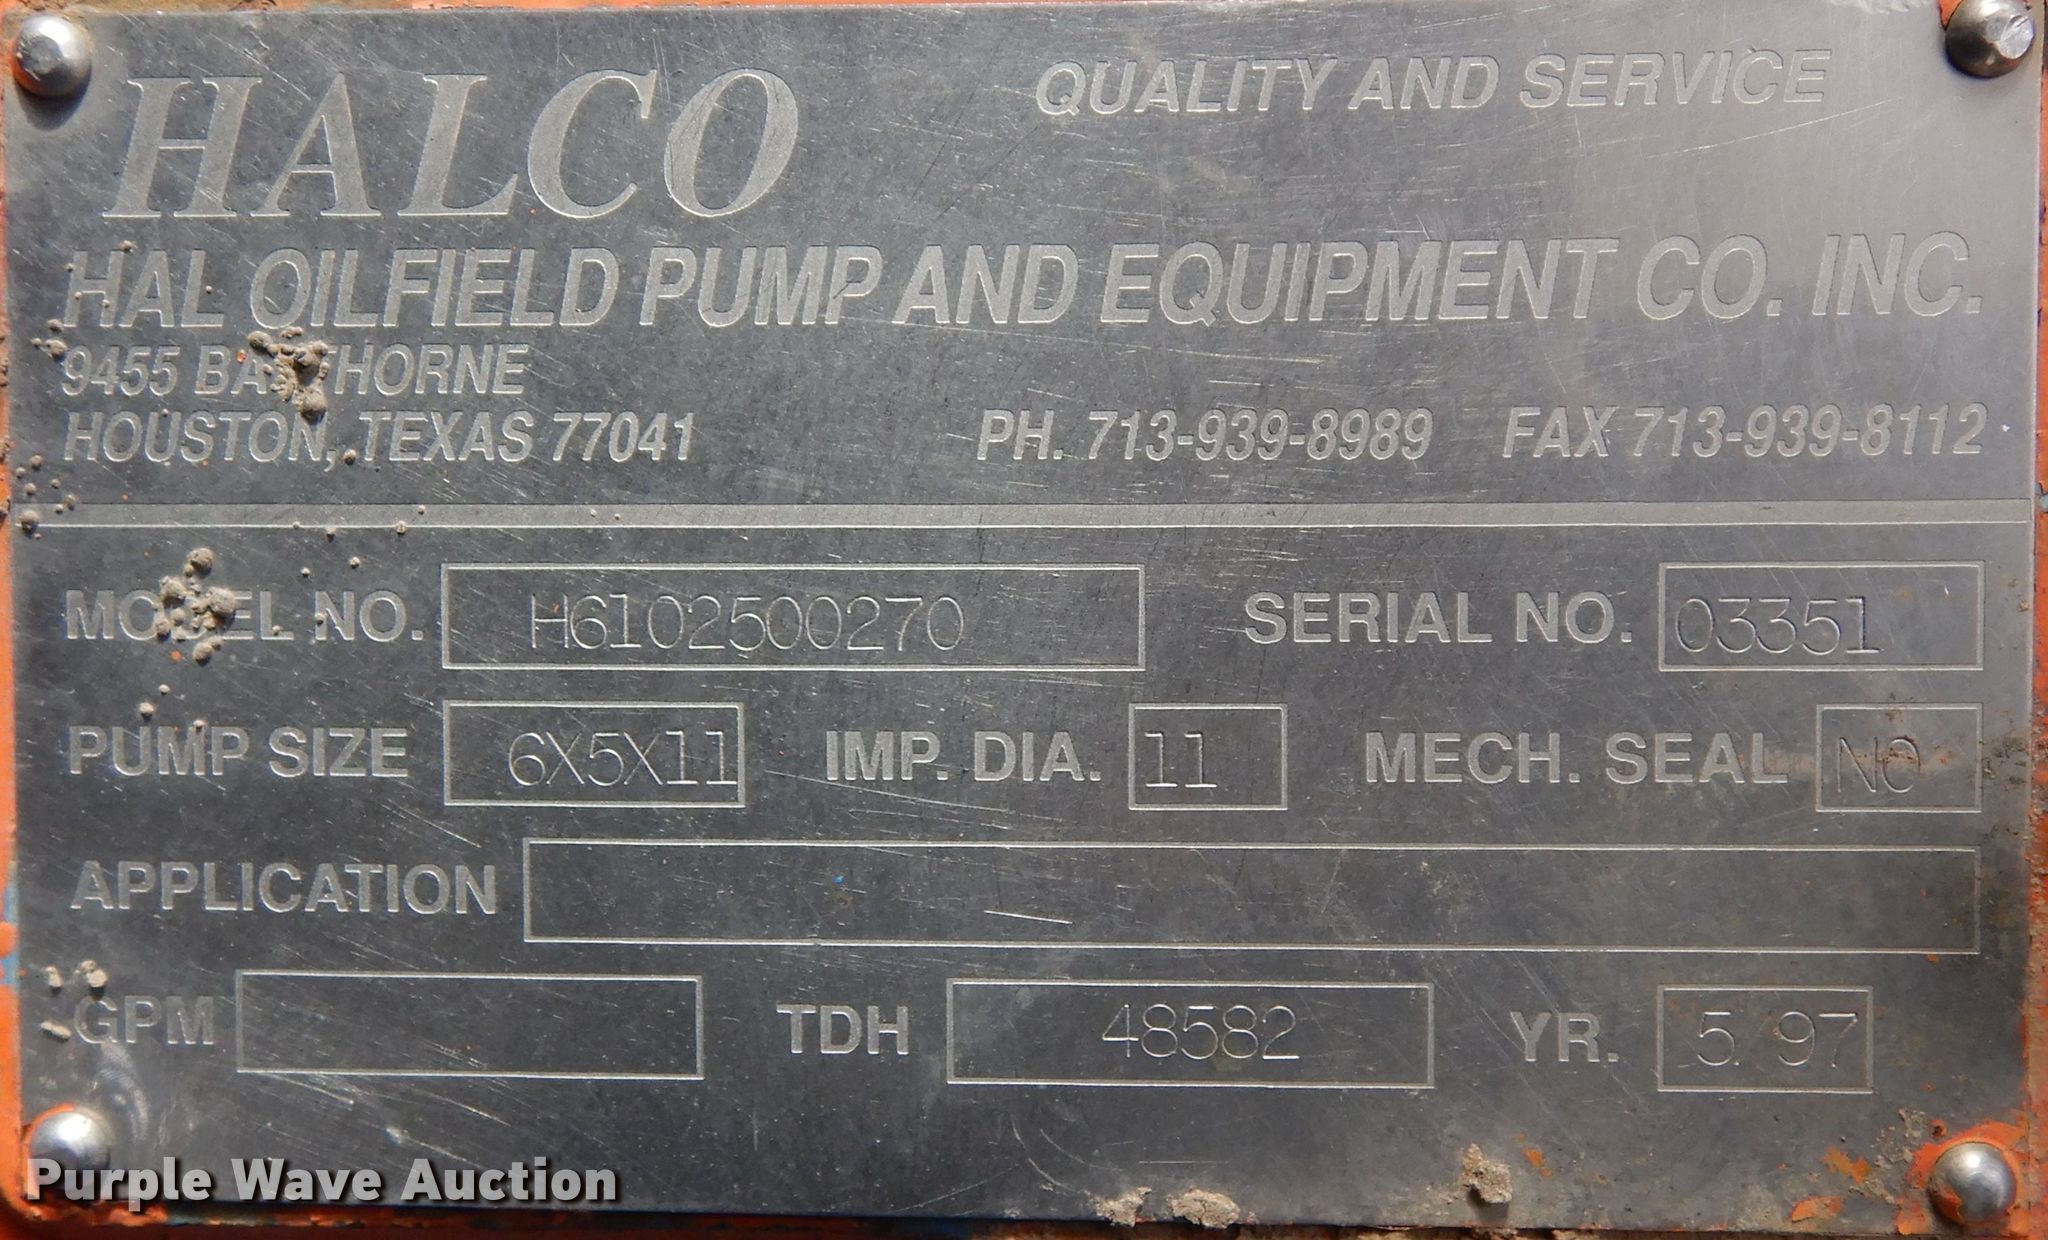 HALCO QUALITY AND SERVICE
HAL OILFIELD PUMP AND EQUIPMENT CO. INC.
9455
HOUSTON, TEXAS 77041 PH. 713-939-8989 FAX 713-939-8112
MODEL NO. H6102500270 SERIAL NO. 03351
PUMP SIZE 6X5X11 IMP. DIA. 11 MECH. SEAL NO
APPLICATION
GPM TDH 48582 YR. 5/97
Purple Wave Auction